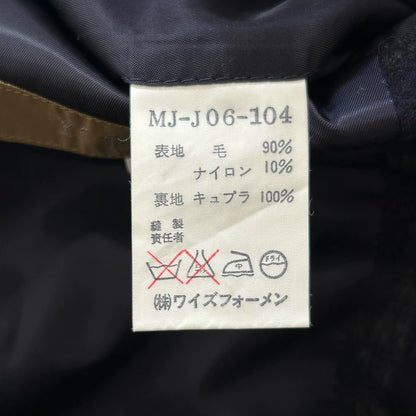 MJ-J06-104
表地 毛 90%
ナイロン 10%
裏地 キュプラ 100%
縫製
責任者
中 ドライ
㈱ワイズフォーメン